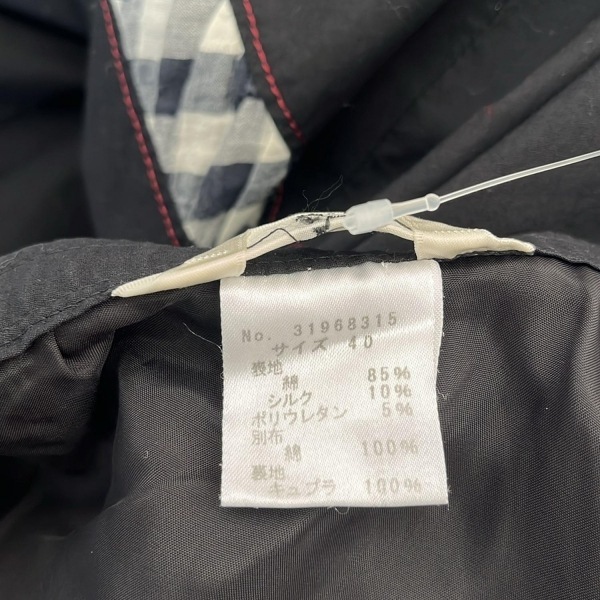 No. 31968315
サイズ 40
表地
綿 85%
シルク 10%
ポリウレタン 5%
別布
綿 100%
裏地
キュプラ 100%